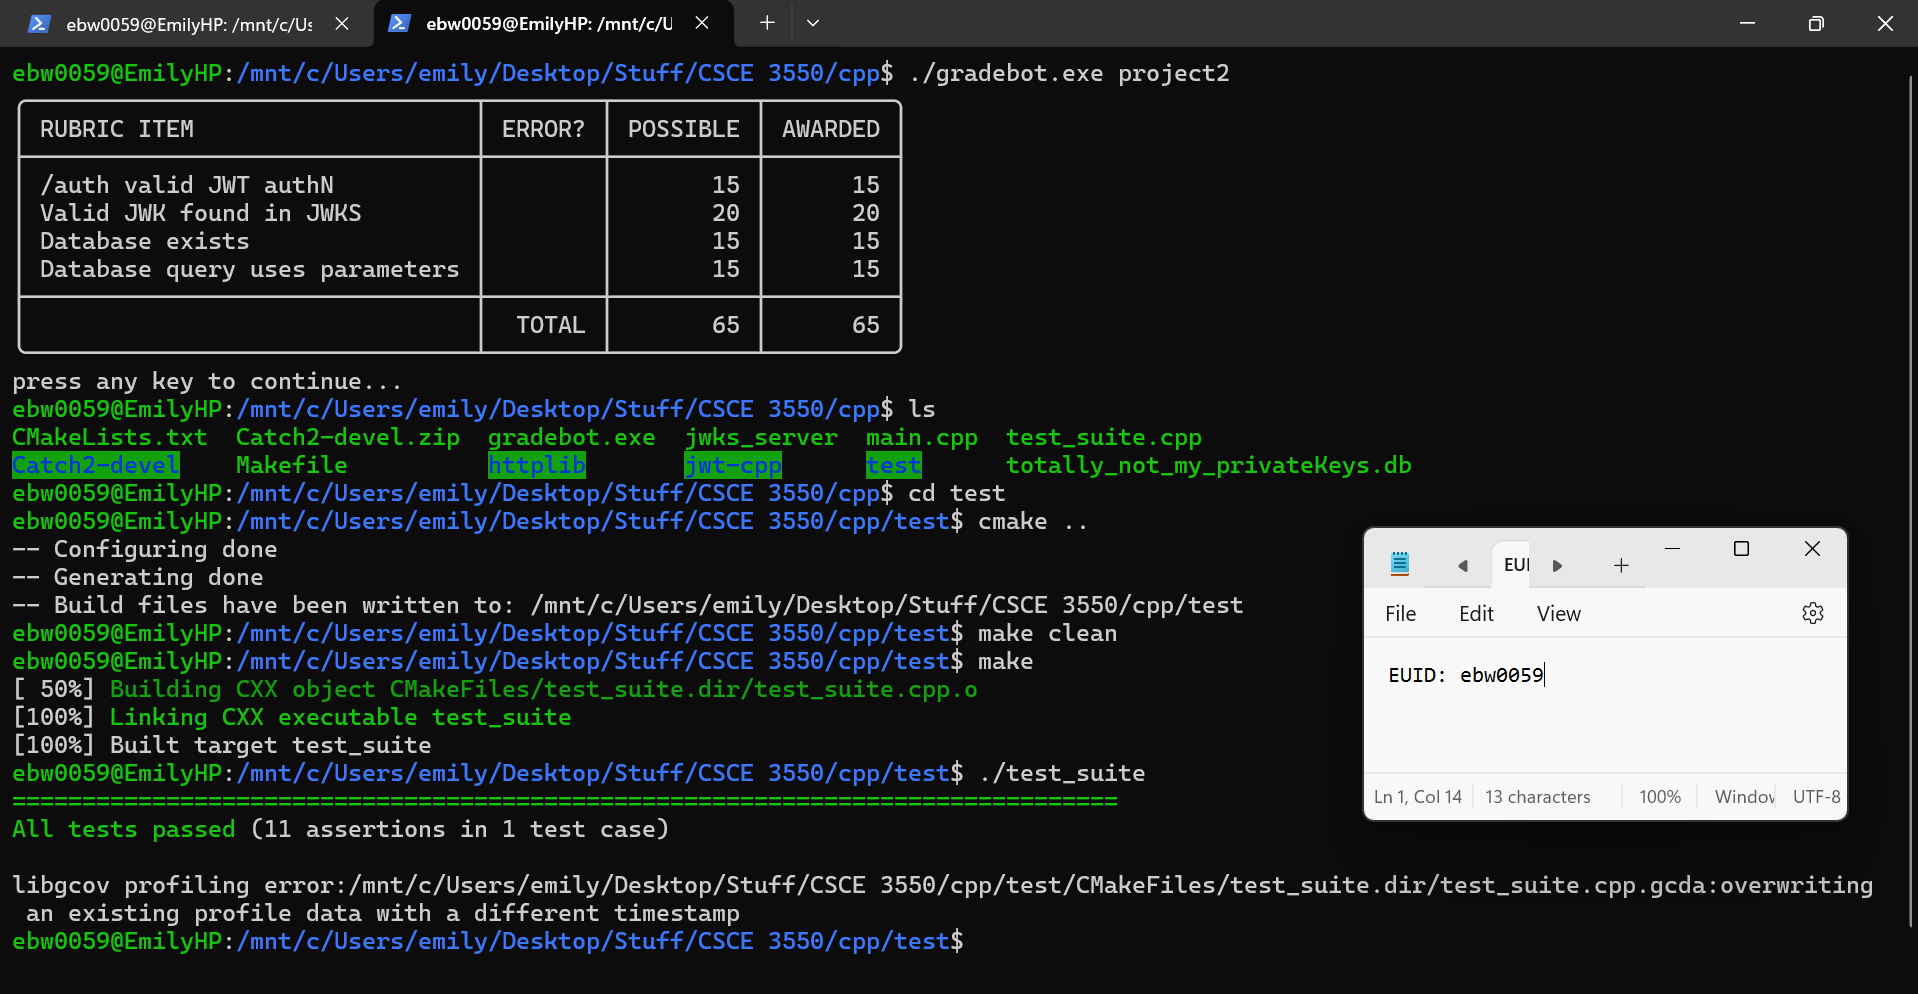 ebw0059@EmilyHP: /mnt/c/Us
ebw0059@EmilyHP: /mnt/c/U
ebw0059@EmilyHP:/mnt/c/Users/emily/Desktop/Stuff/CSCE 3550/cpp$ ./gradebot.exe project2
RUBRIC ITEM ERROR? POSSIBLE AWARDED
/auth valid JWT authN 15 15
Valid JWK found in JWKS 20 20
Database exists 15 15
Database query uses parameters 15 15
TOTAL 65 65
press any key to continue...
ebw0059@EmilyHP:/mnt/c/Users/emily/Desktop/Stuff/CSCE 3550/cpp$ ls
CMakeLists.txt Catch2-devel.zip gradebot.exe jwks_server main.cpp test_suite.cpp
Catch2-devel Makefile httplib jwt-cpp test totally_not_my_privateKeys.db
ebw0059@EmilyHP:/mnt/c/Users/emily/Desktop/Stuff/CSCE 3550/cpp$ cd test
ebw0059@EmilyHP:/mnt/c/Users/emily/Desktop/Stuff/CSCE 3550/cpp/test$ cmake ..
-- Configuring done
-- Generating done
-- Build files have been written to: /mnt/c/Users/emily/Desktop/Stuff/CSCE 3550/cpp/test
ebw0059@EmilyHP:/mnt/c/Users/emily/Desktop/Stuff/CSCE 3550/cpp/test$ make clean
ebw0059@EmilyHP:/mnt/c/Users/emily/Desktop/Stuff/CSCE 3550/cpp/test$ make
[ 50%] Building CXX object CMakeFiles/test_suite.dir/test_suite.cpp.o
[100%] Linking CXX executable test_suite
[100%] Built target test_suite
ebw0059@EmilyHP:/mnt/c/Users/emily/Desktop/Stuff/CSCE 3550/cpp/test$ ./test_suite
===============================================================================
All tests passed (11 assertions in 1 test case)
libgcov profiling error:/mnt/c/Users/emily/Desktop/Stuff/CSCE 3550/cpp/test/CMakeFiles/test_suite.dir/test_suite.cpp.gcda:overwriting
an existing profile data with a different timestamp
ebw0059@EmilyHP:/mnt/c/Users/emily/Desktop/Stuff/CSCE 3550/cpp/test$
EUI
File Edit View
EUID: ebw0059
Ln 1, Col 14 13 characters 100% Window UTF-8